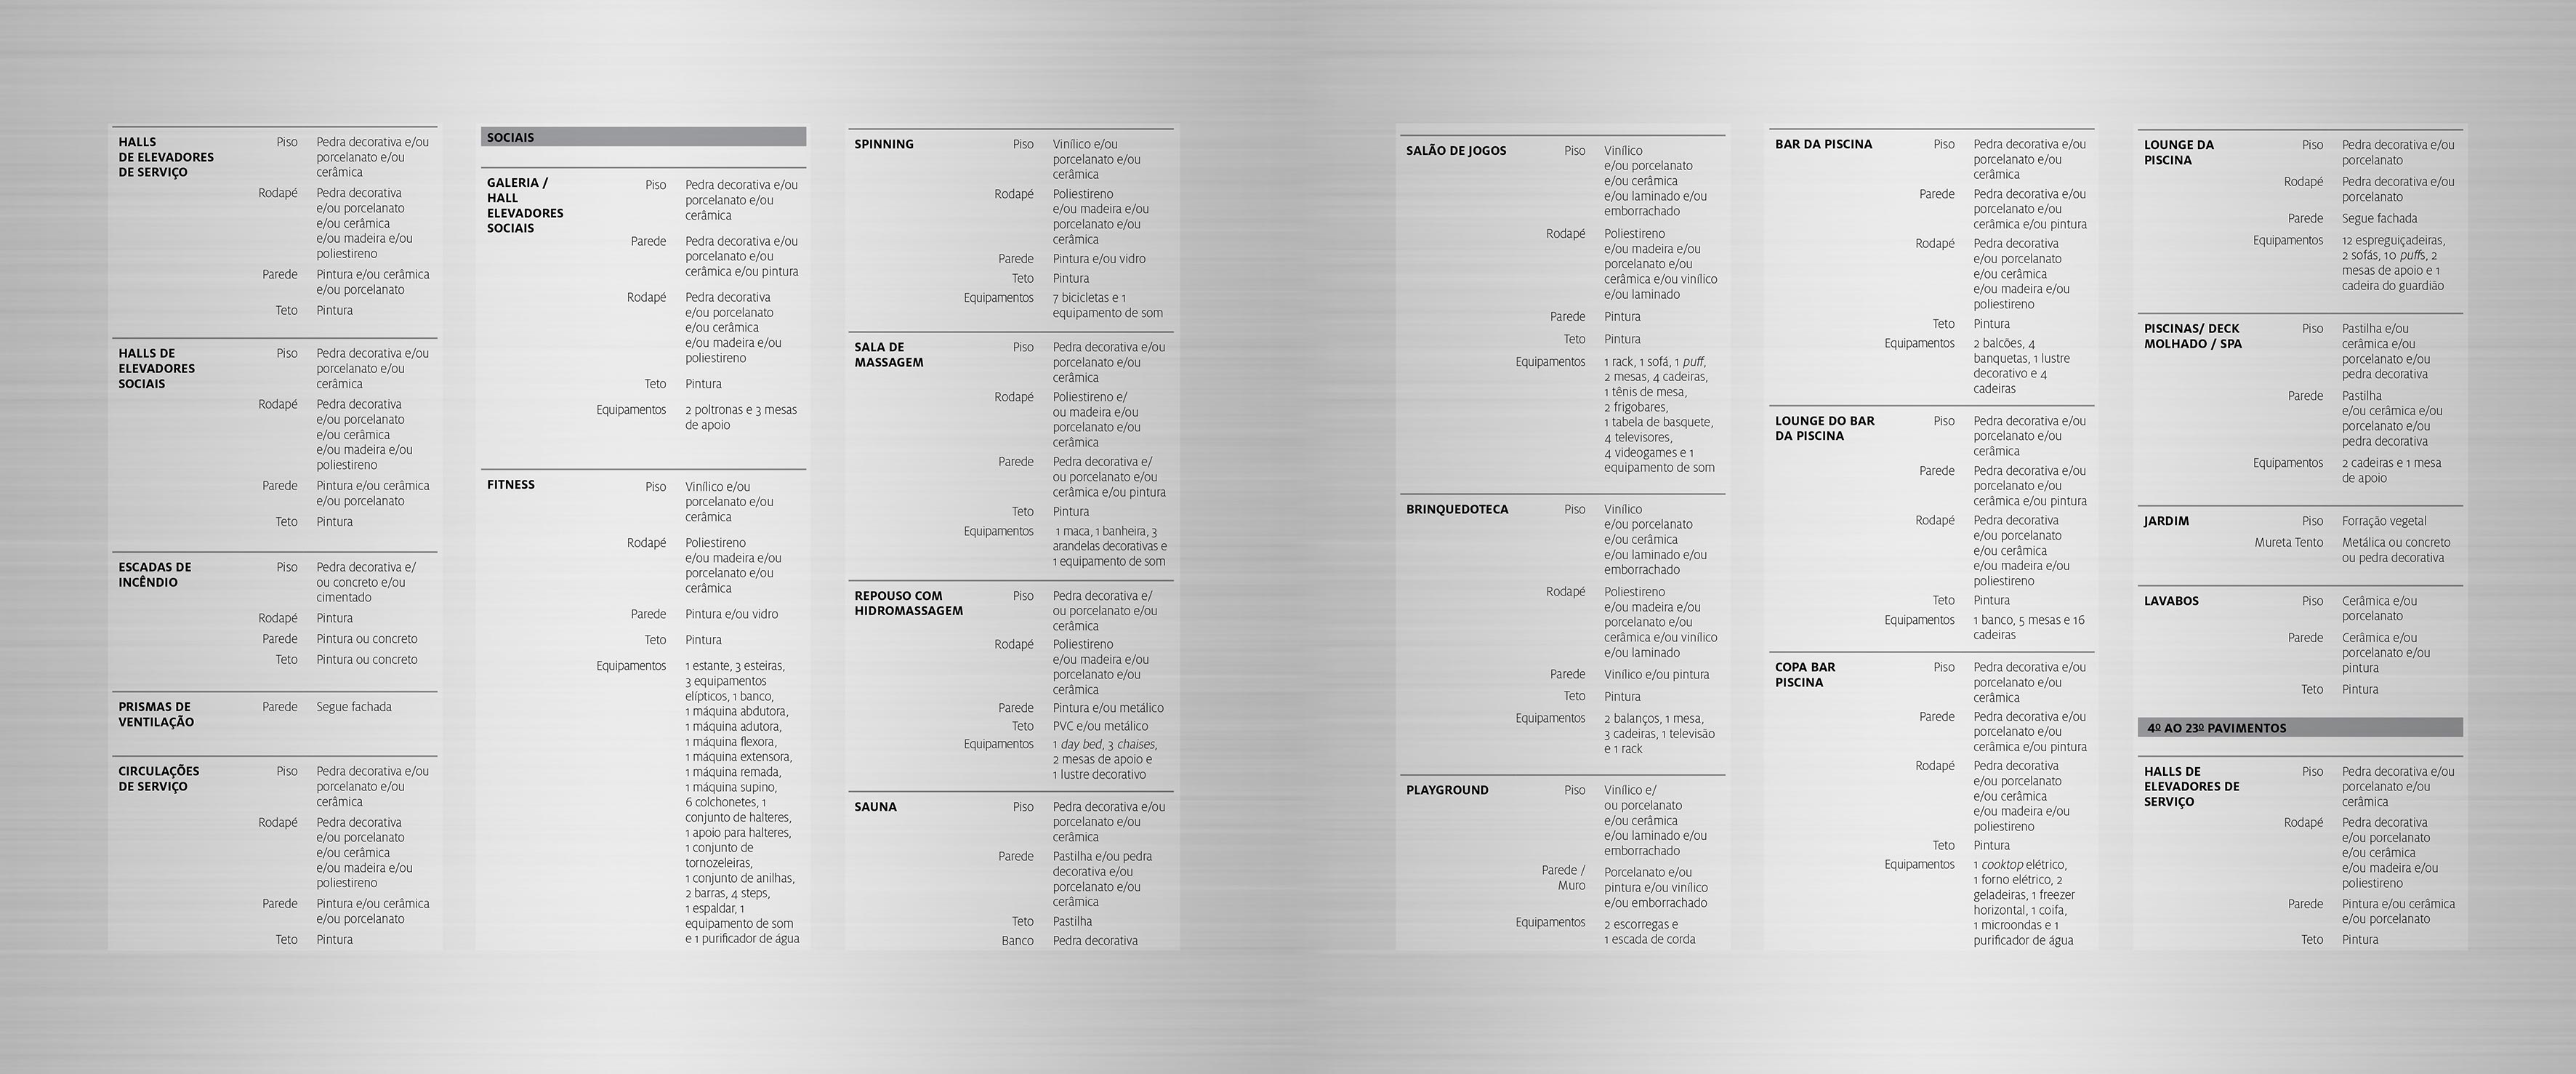 HALLS
DE ELEVADORES
DE SERVIÇO
Piso
Pedra decorativa e/ou
porcelanato e/ou
cerâmica
Rodapé
Pedra decorativa
e/ou porcelanato
e/ou cerâmica
e/ou madeira e/ou
poliestireno
Parede
Pintura e/ou cerâmica
e/ou porcelanato
Teto
Pintura
HALLS DE
ELEVADORES
SOCIAIS
Piso
Pedra decorativa e/ou
porcelanato e/ou
cerâmica
Rodapé
Pedra decorativa
e/ou porcelanato
e/ou cerâmica
e/ou madeira e/ou
poliestireno
Parede
Pintura e/ou cerâmica
e/ou porcelanato
Teto
Pintura
ESCADAS DE
INCÊNDIO
Piso
Pedra decorativa e/
ou concreto e/ou
cimentado
Rodapé
Pintura
Parede
Pintura ou concreto
Teto
Pintura ou concreto
PRISMAS DE
VENTILAÇÃO
Parede
Segue fachada
CIRCULAÇÕES
DE SERVIÇO
Piso
Pedra decorativa e/ou
porcelanato e/ou
cerâmica
Rodapé
Pedra decorativa
e/ou porcelanato
e/ou cerâmica
e/ou madeira e/ou
poliestireno
Parede
Pintura e/ou cerâmica
e/ou porcelanato
Teto
Pintura
SOCIAIS
GALERIA /
HALL
ELEVADORES
SOCIAIS
Piso
Pedra decorativa e/ou
porcelanato e/ou
cerâmica
Parede
Pedra decorativa e/ou
porcelanato e/ou
cerâmica e/ou pintura
Rodapé
Pedra decorativa
e/ou porcelanato
e/ou cerâmica
e/ou madeira e/ou
poliestireno
Teto
Pintura
Equipamentos
2 poltronas e 3 mesas
de apoio
FITNESS
Piso
Vinílico e/ou
porcelanato e/ou
cerâmica
Rodapé
Poliestireno
e/ou madeira e/ou
porcelanato e/ou
cerâmica
Parede
Pintura e/ou vidro
Teto
Pintura
Equipamentos
1 estante, 3 esteiras,
3 equipamentos
elípticos, 1 banco,
1 máquina abdutora,
1 máquina adutora,
1 máquina flexora,
1 máquina extensora,
1 máquina remada,
1 máquina supino,
6 colchonetes, 1
conjunto de halteres,
1 apoio para halteres,
1 conjunto de
tornozeleiras,
1 conjunto de anilhas,
2 barras, 4 steps,
1 espaldar, 1
equipamento de som
e 1 purificador de água
SPINNING
Piso
Vinílico e/ou
porcelanato e/ou
cerâmica
Rodapé
Poliestireno
e/ou madeira e/ou
porcelanato e/ou
cerâmica
Parede
Pintura e/ou vidro
Teto
Pintura
Equipamentos
7 bicicletas e 1
equipamento de som
SALA DE
MASSAGEM
Piso
Pedra decorativa e/ou
porcelanato e/ou
cerâmica
Rodapé
Poliestireno e/
ou madeira e/ou
porcelanato e/ou
cerâmica
Parede
Pedra decorativa e/
ou porcelanato e/ou
cerâmica e/ou pintura
Teto
Pintura
Equipamentos
1 maca, 1 banheira, 3
arandelas decorativas e
1 equipamento de som
REPOUSO COM
HIDROMASSAGEM
Piso
Pedra decorativa e/
ou porcelanato e/ou
cerâmica
Rodapé
Poliestireno
e/ou madeira e/ou
porcelanato e/ou
cerâmica
Parede
Pintura e/ou metálico
Teto
PVC e/ou metálico
Equipamentos
1 day bed, 3 chaises,
2 mesas de apoio e
1 lustre decorativo
SAUNA
Piso
Pedra decorativa e/ou
porcelanato e/ou
cerâmica
Parede
Pastilha e/ou pedra
decorativa e/ou
porcelanato e/ou
cerâmica
Teto
Pastilha
Banco
Pedra decorativa
SALÃO DE JOGOS
Piso
Vinílico
e/ou porcelanato
e/ou cerâmica
e/ou laminado e/ou
emborrachado
Rodapé
Poliestireno
e/ou madeira e/ou
porcelanato e/ou
cerâmica e/ou vinílico
e/ou laminado
Parede
Pintura
Teto
Pintura
Equipamentos
1 rack, 1 sofá, 1 puff,
2 mesas, 4 cadeiras,
1 tênis de mesa,
2 frigobares,
1 tabela de basquete,
4 televisores,
4 videogames e 1
equipamento de som
BRINQUEDOTECA
Piso
Vinílico
e/ou porcelanato
e/ou cerâmica
e/ou laminado e/ou
emborrachado
Rodapé
Poliestireno
e/ou madeira e/ou
porcelanato e/ou
cerâmica e/ou vinílico
e/ou laminado
Parede
Vinílico e/ou pintura
Teto
Pintura
Equipamentos
2 balanços, 1 mesa,
3 cadeiras, 1 televisão
e 1 rack
PLAYGROUND
Piso
Vinílico e/
ou porcelanato
e/ou cerâmica
e/ou laminado e/ou
emborrachado
Parede /
Muro
Porcelanato e/ou
pintura e/ou vinílico
e/ou emborrachado
Equipamentos
2 escorregas e
1 escada de corda
BAR DA PISCINA
Piso
Pedra decorativa e/ou
porcelanato e/ou
cerâmica
Parede
Pedra decorativa e/ou
porcelanato e/ou
cerâmica e/ou pintura
Rodapé
Pedra decorativa
e/ou porcelanato
e/ou cerâmica
e/ou madeira e/ou
poliestireno
Teto
Pintura
Equipamentos
2 balcões, 4
banquetas, 1 lustre
decorativo e 4
cadeiras
LOUNGE DO BAR
DA PISCINA
Piso
Pedra decorativa e/ou
porcelanato e/ou
cerâmica
Parede
Pedra decorativa e/ou
porcelanato e/ou
cerâmica e/ou pintura
Rodapé
Pedra decorativa
e/ou porcelanato
e/ou cerâmica
e/ou madeira e/ou
poliestireno
Teto
Pintura
Equipamentos
1 banco, 5 mesas e 16
cadeiras
COPA BAR
PISCINA
Piso
Pedra decorativa e/ou
porcelanato e/ou
cerâmica
Parede
Pedra decorativa e/ou
porcelanato e/ou
cerâmica e/ou pintura
Rodapé
Pedra decorativa
e/ou porcelanato
e/ou cerâmica
e/ou madeira e/ou
poliestireno
Teto
Pintura
Equipamentos
1 cooktop elétrico,
1 forno elétrico, 2
geladeiras, 1 freezer
horizontal, 1 coifa,
1 microondas e 1
purificador de água
LOUNGE DA
PISCINA
Piso
Pedra decorativa e/ou
porcelanato
Rodapé
Pedra decorativa e/ou
porcelanato
Parede
Segue fachada
Equipamentos
12 espreguiçadeiras,
2 sofás, 10 puffs, 2
mesas de apoio e 1
cadeira do guardião
PISCINAS/ DECK
MOLHADO / SPA
Piso
Pastilha e/ou
cerâmica e/ou
porcelanato e/ou
pedra decorativa
Parede
Pastilha
e/ou cerâmica e/ou
porcelanato e/ou
pedra decorativa
Equipamentos
2 cadeiras e 1 mesa
de apoio
JARDIM
Piso
Forração vegetal
Mureta Tento
Metálica ou concreto
ou pedra decorativa
LAVABOS
Piso
Cerâmica e/ou
porcelanato
Parede
Cerâmica e/ou
porcelanato e/ou
pintura
Teto
Pintura
4º AO 23º PAVIMENTOS
HALLS DE
ELEVADORES DE
SERVIÇO
Piso
Pedra decorativa e/ou
porcelanato e/ou
cerâmica
Rodapé
Pedra decorativa
e/ou porcelanato
e/ou cerâmica
e/ou madeira e/ou
poliestireno
Parede
Pintura e/ou cerâmica
e/ou porcelanato
Teto
Pintura